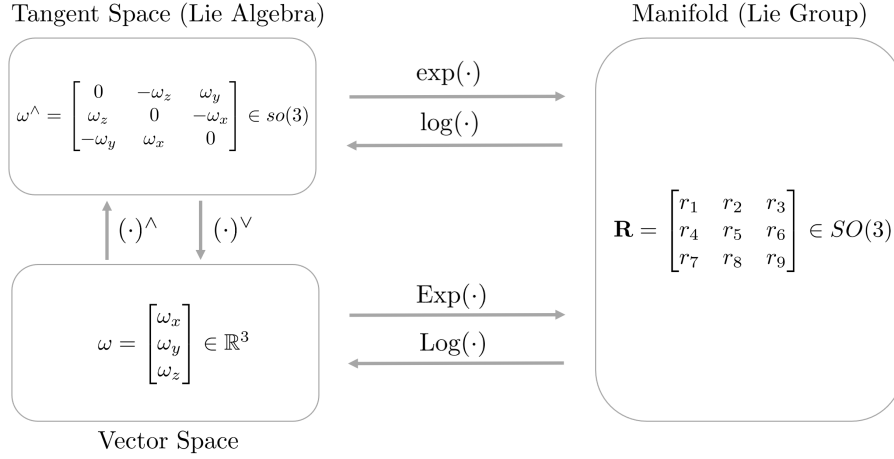 Tangent Space (Lie Algebra)
Manifold (Lie Group)
ω^∧ = [0 −ω_z ω_y
ω_z 0 −ω_x
−ω_y ω_x 0] ∈ so(3)
exp(·)
log(·)
(·)^∧
(·)^∨
R = [r_1 r_2 r_3
r_4 r_5 r_6
r_7 r_8 r_9] ∈ SO(3)
ω = [ω_x
ω_y
ω_z] ∈ ℝ^3
Exp(·)
Log(·)
Vector Space